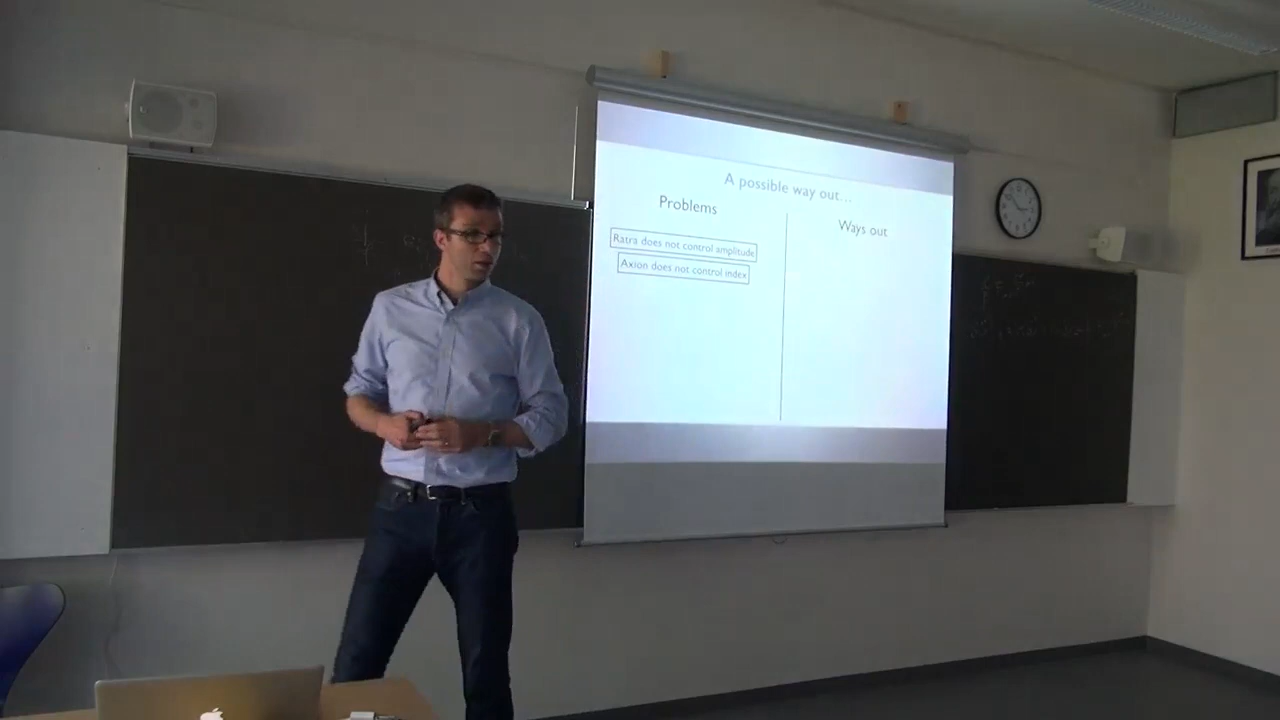 A possible way out...
Problems
Ways out
Ratra does not control amplitude
Axion does not control index